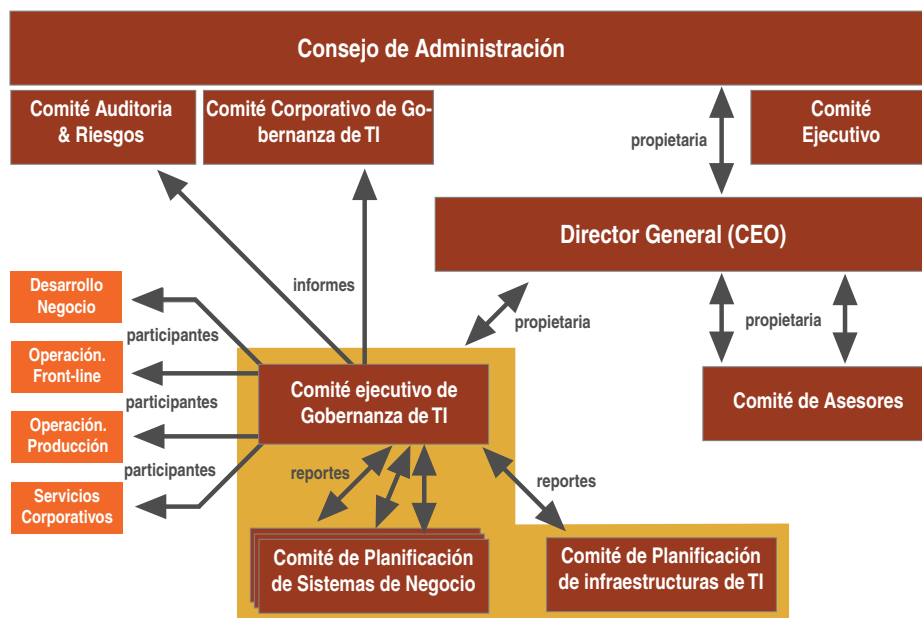 Consejo de Administración
Comité Auditoria
& Riesgos
Comité Corporativo de Go-
bernanza de TI
Comité
Ejecutivo
propietaria
Director General (CEO)
informes
propietaria
propietaria
Desarrollo
Negocio
participantes
Operación.
Front-line
participantes
Operación.
Producción
participantes
Servicios
Corporativos
Comité ejecutivo de
Gobernanza de TI
Comité de Asesores
reportes
reportes
Comité de Planificación
de Sistemas de Negocio
Comité de Planificación
de infraestructuras de TI